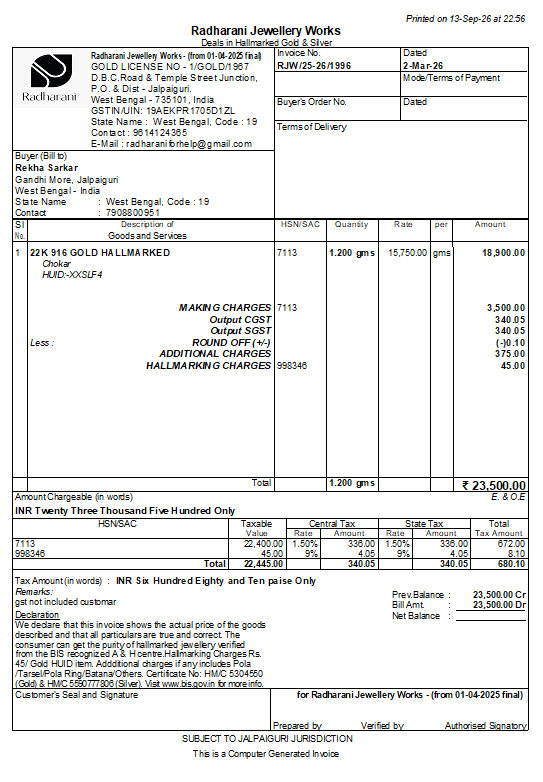 Printed on 13-Sep-26 at 22:56
Radharani Jewellery Works
Deals in Hallmarked Gold & Silver
Radharani
Radharani Jewellery Works - (from 01-04-2025 final)
GOLD LICENSE NO - 1/GOLD/1967
D.B.C.Road & Temple Street Junction,
P.O. & Dist - Jalpaiguri.
West Bengal - 735101, India
GSTIN/UIN: 19AEKPR1705D1ZL
State Name : West Bengal, Code : 19
Contact : 9614124365
E-Mail : radharaniforhelp@gmail.com
Invoice No. Dated
RJW/25-26/1996 2-Mar-26
Mode/Terms of Payment
Buyer's Order No. Dated
Terms of Delivery
Buyer (Bill to)
Rekha Sarkar
Gandhi More, Jalpaiguri
West Bengal - India
State Name : West Bengal, Code : 19
Contact : 7908800951
Sl No. Description of Goods and Services HSN/SAC Quantity Rate per Amount
1 22K 916 GOLD HALLMARKED 7113 1.200 gms 15,750.00 gms 18,900.00
Chokar
HUID:-XXSLF4
MAKING CHARGES 7113 3,500.00
Output CGST 340.05
Output SGST 340.05
Less : ROUND OFF (+/-) (-)0.10
ADDITIONAL CHARGES 375.00
HALLMARKING CHARGES 998346 45.00
Total 1.200 gms ₹ 23,500.00
Amount Chargeable (in words) E. & O.E
INR Twenty Three Thousand Five Hundred Only
HSN/SAC Taxable Value Central Tax Rate Amount State Tax Rate Amount Total Tax Amount
7113 22,400.00 1.50% 336.00 1.50% 336.00 672.00
998346 45.00 9% 4.05 9% 4.05 8.10
Total 22,445.00 340.05 340.05 680.10
Tax Amount (in words) : INR Six Hundred Eighty and Ten paise Only
Remarks:
gst not included customar
Prev.Balance : 23,500.00 Cr
Bill Amt. : 23,500.00 Dr
Net Balance :
Declaration
We declare that this invoice shows the actual price of the goods
described and that all particulars are true and correct. The
consumer can get the purity of hallmarked jewellery verified
from the BIS recognized A & H centre.Hallmarking Charges Rs.
45/ Gold HUID item. Addditional charges if any includes Pola
/Tarsel/Pola Ring/Batana/Others. Certificate No: HM/C 5304550
(Gold) & HM/C 5590777806 (Silver). Visit www.bis.gov.in for more info.
Customer's Seal and Signature
for Radharani Jewellery Works - (from 01-04-2025 final)
Prepared by Verified by Authorised Signatory
SUBJECT TO JALPAIGURI JURISDICTION
This is a Computer Generated Invoice